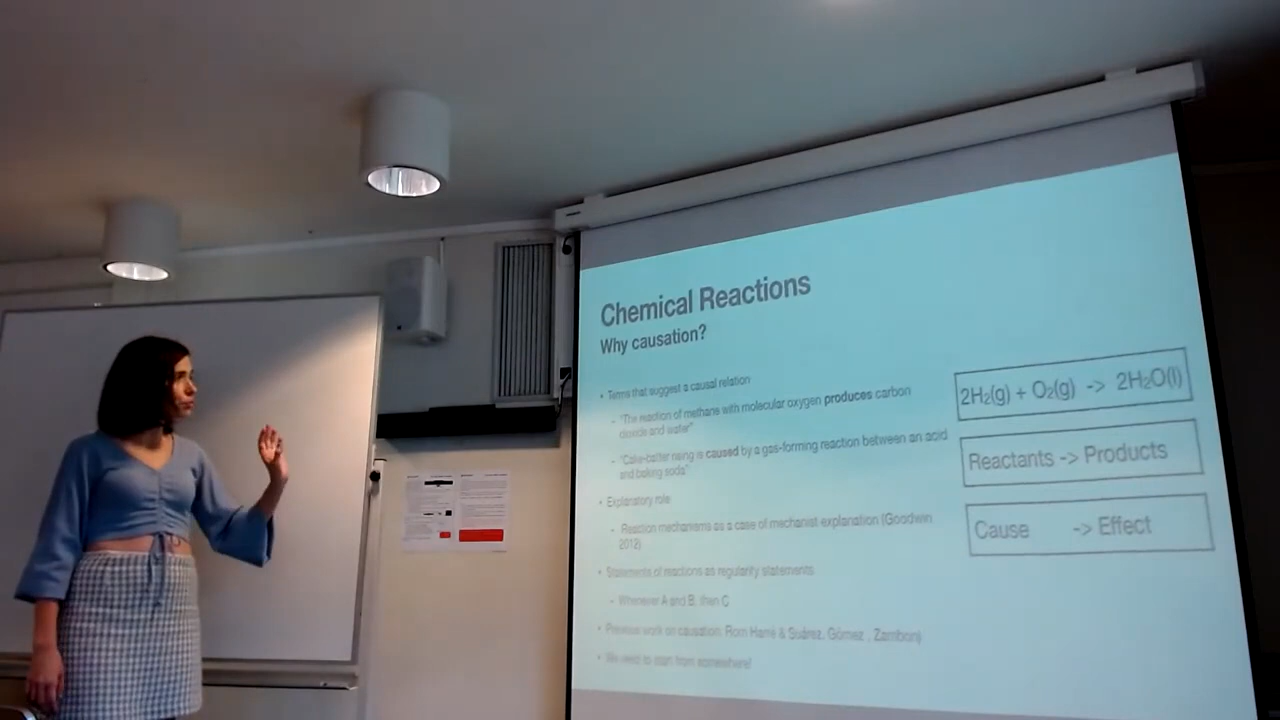 Chemical Reactions
Why causation?
• Terms that suggest a causal relation
– "The reaction of methane with molecular oxygen produces carbon
dioxide and water"
– "Cake-batter rising is caused by a gas-forming reaction between an acid
and baking soda"
• Explanatory role
– Reaction mechanisms as a case of mechanist explanation (Goodwin
2012)
• Statements of reactions as regularity statements
– Whenever A and B, then C
• Previous work on causation: Rom Harré & Suárez, Gómez , Zambon)
• We need to start from somewhere!
2H₂(g) + O₂(g) -> 2H₂O(l)
Reactants -> Products
Cause -> Effect